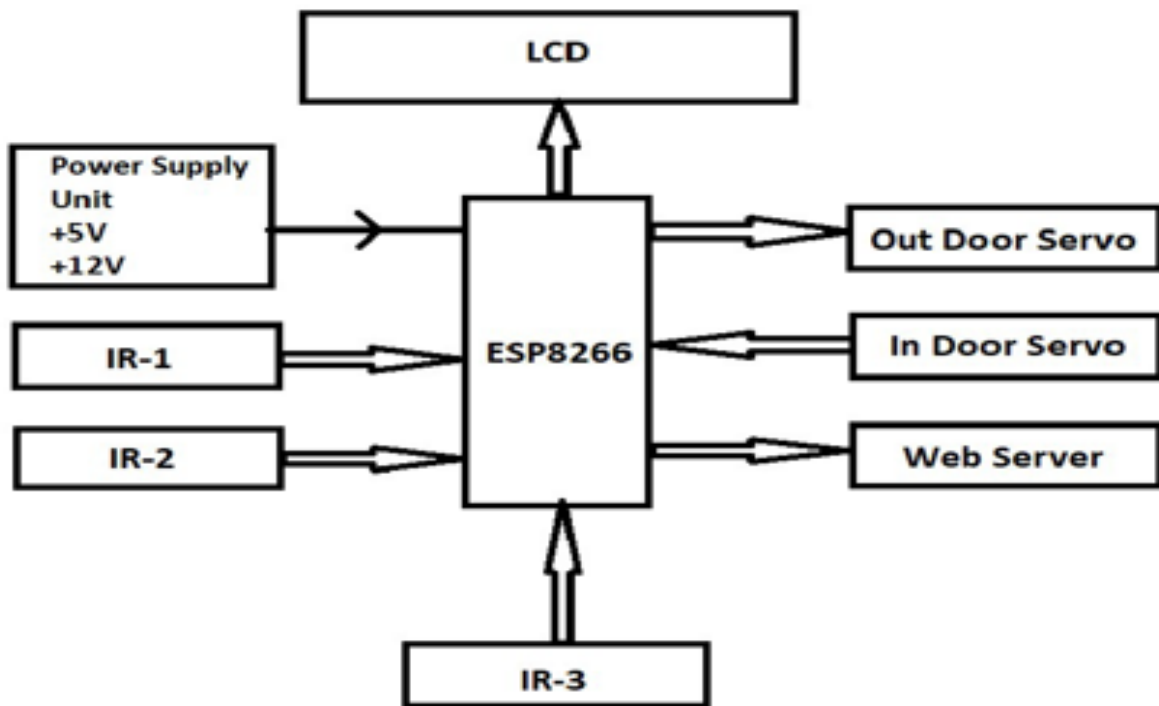 LCD
Power Supply
Unit
+5V
+12V
Out Door Servo
IR-1
ESP8266
In Door Servo
IR-2
Web Server
IR-3